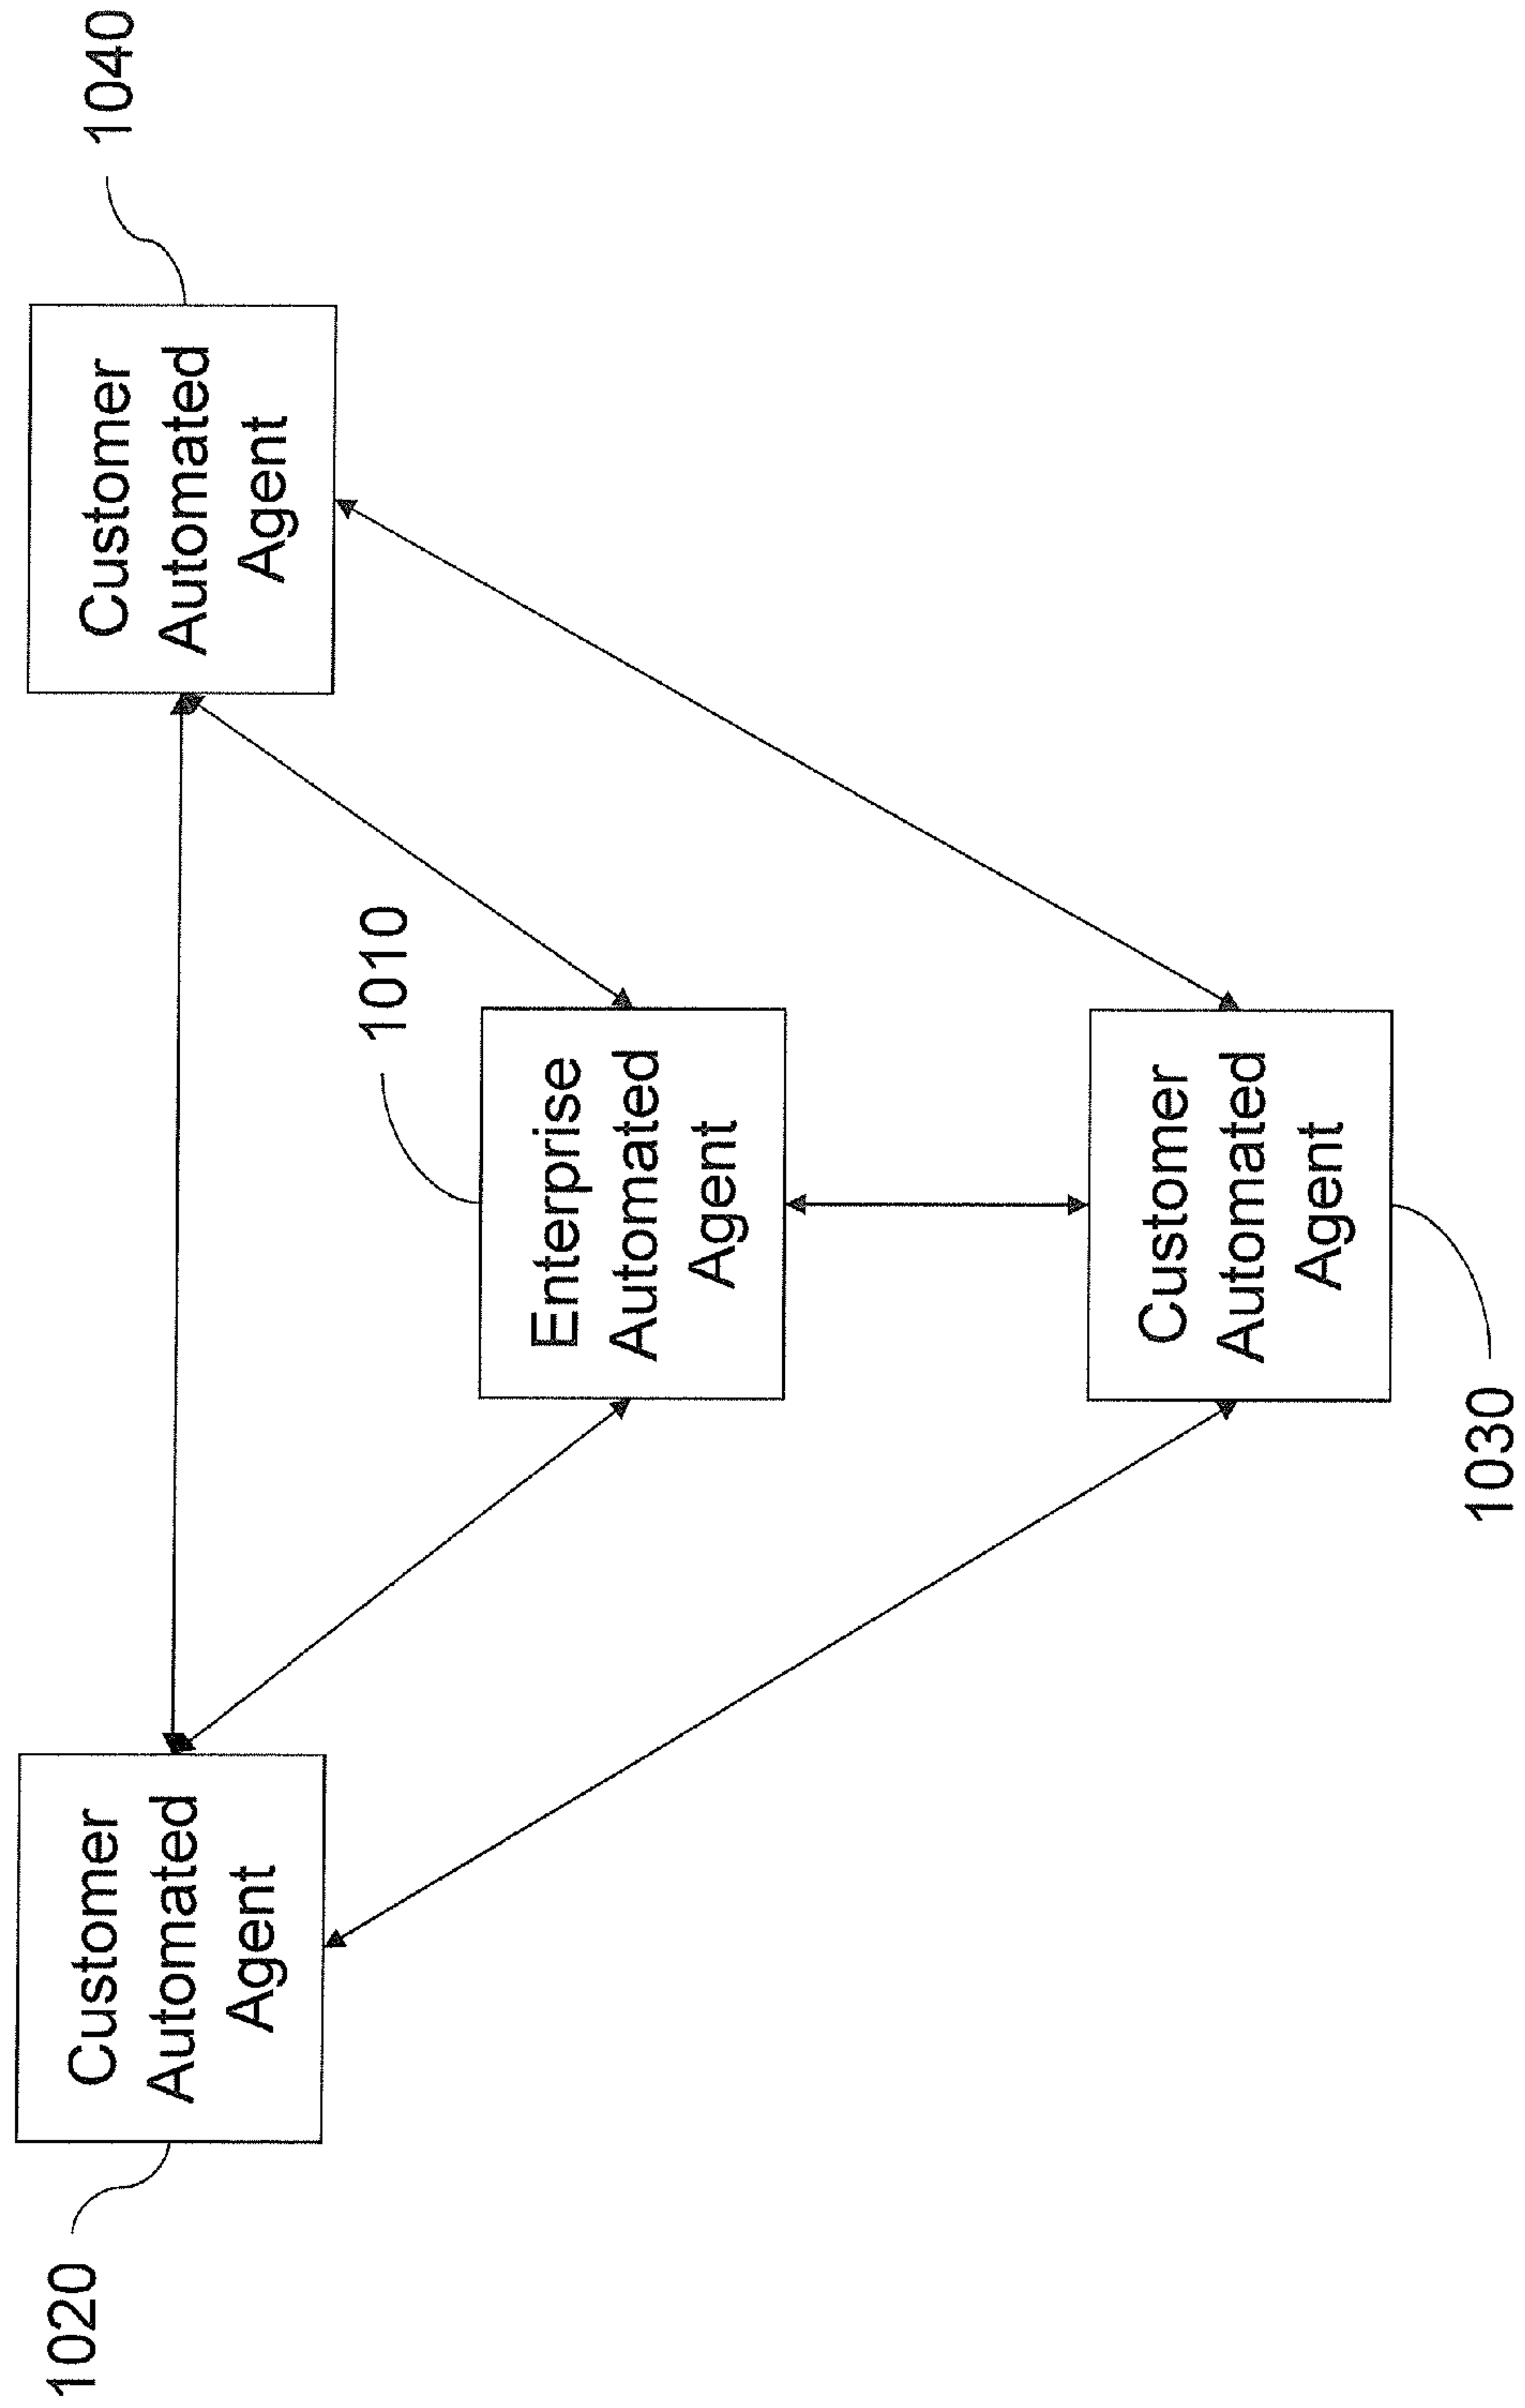 1020
Customer
Automated
Agent
1010
Enterprise
Automated
Agent
Customer
Automated
Agent
1030
Customer
Automated
Agent
1040